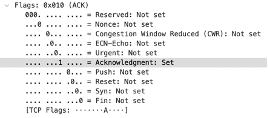 Flags: 0x010 (ACK)
000. .... .... = Reserved: Not set
...0 .... .... = Nonce: Not set
.... 0... .... = Congestion Window Reduced (CWR): Not set
.... .0.. .... = ECN-Echo: Not set
.... ..0. .... = Urgent: Not set
.... ...1 .... = Acknowledgment: Set
.... .... 0... = Push: Not set
.... .... .0.. = Reset: Not set
.... .... ..0. = Syn: Not set
.... .... ...0 = Fin: Not set
[TCP Flags: ·······A····]